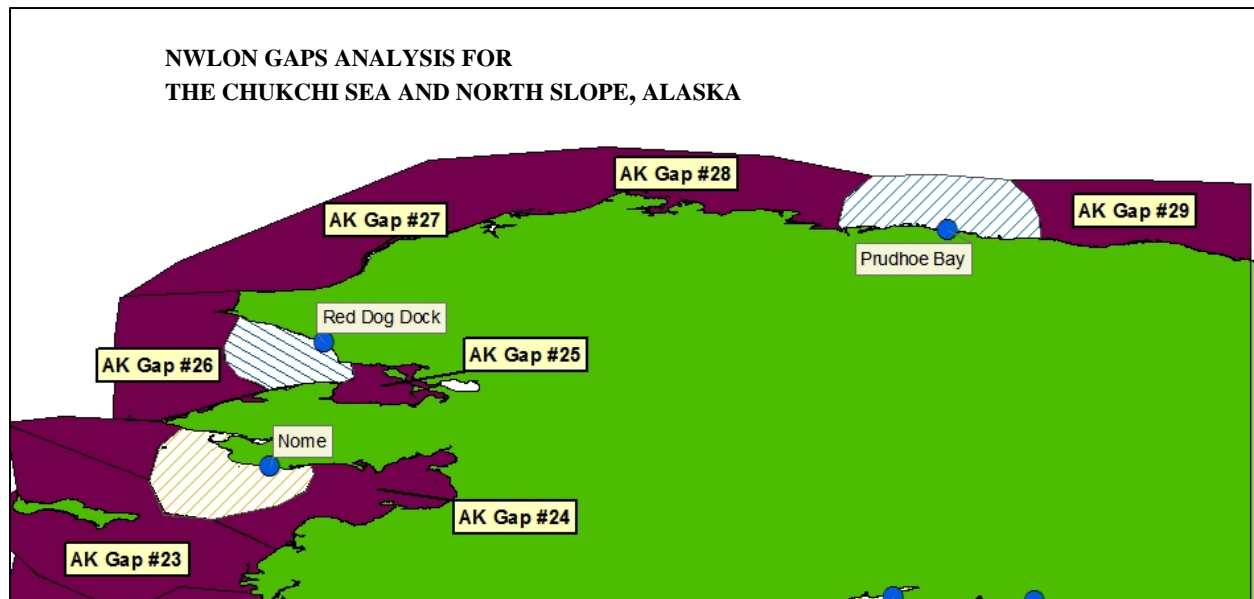 NWLON GAPS ANALYSIS FOR
THE CHUKCHI SEA AND NORTH SLOPE, ALASKA
AK Gap #28
AK Gap #27
AK Gap #29
Prudhoe Bay
Red Dog Dock
AK Gap #26
AK Gap #25
Nome
AK Gap #24
AK Gap #23